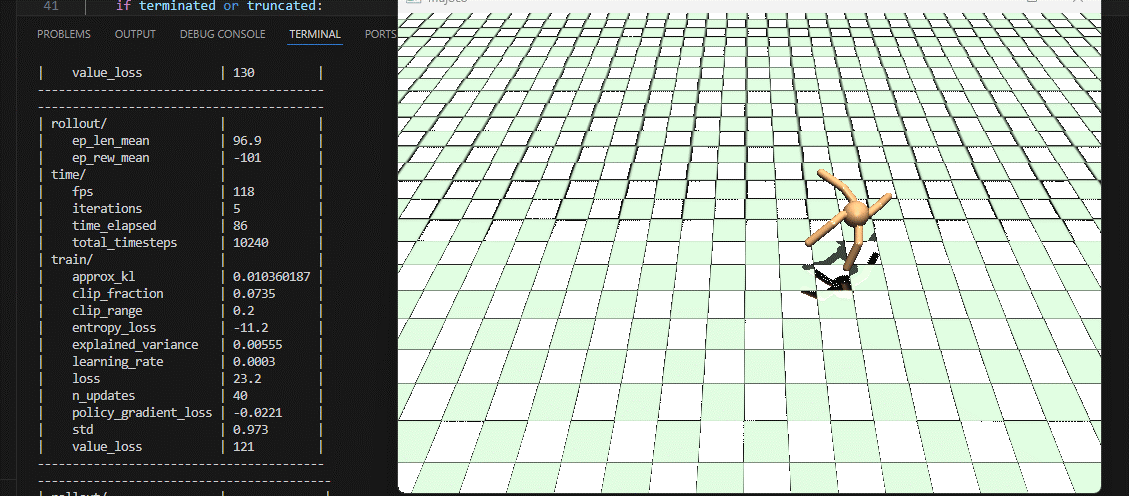 41 if terminated or truncated:
mujoco
PROBLEMS OUTPUT DEBUG CONSOLE TERMINAL PORTS
| value_loss | 130 |
----------------------------------------
----------------------------------------
| rollout/ | |
| ep_len_mean | 96.9 |
| ep_rew_mean | -101 |
| time/ | |
| fps | 118 |
| iterations | 5 |
| time_elapsed | 86 |
| total_timesteps | 10240 |
| train/ | |
| approx_kl | 0.010360187 |
| clip_fraction | 0.0735 |
| clip_range | 0.2 |
| entropy_loss | -11.2 |
| explained_variance | 0.00555 |
| learning_rate | 0.0003 |
| loss | 23.2 |
| n_updates | 40 |
| policy_gradient_loss | -0.0221 |
| std | 0.973 |
| value_loss | 121 |
----------------------------------------
-----------------------------------------
| rollout/ | |